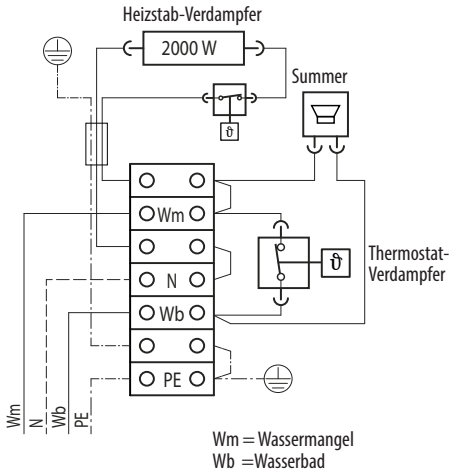 Heizstab-Verdampfer
2000 W
Summer
ϑ
Wm
ϑ
Thermostat-
Verdampfer
N
Wb
PE
Wm
N
Wb
PE
Wm = Wassermangel
Wb =Wasserbad